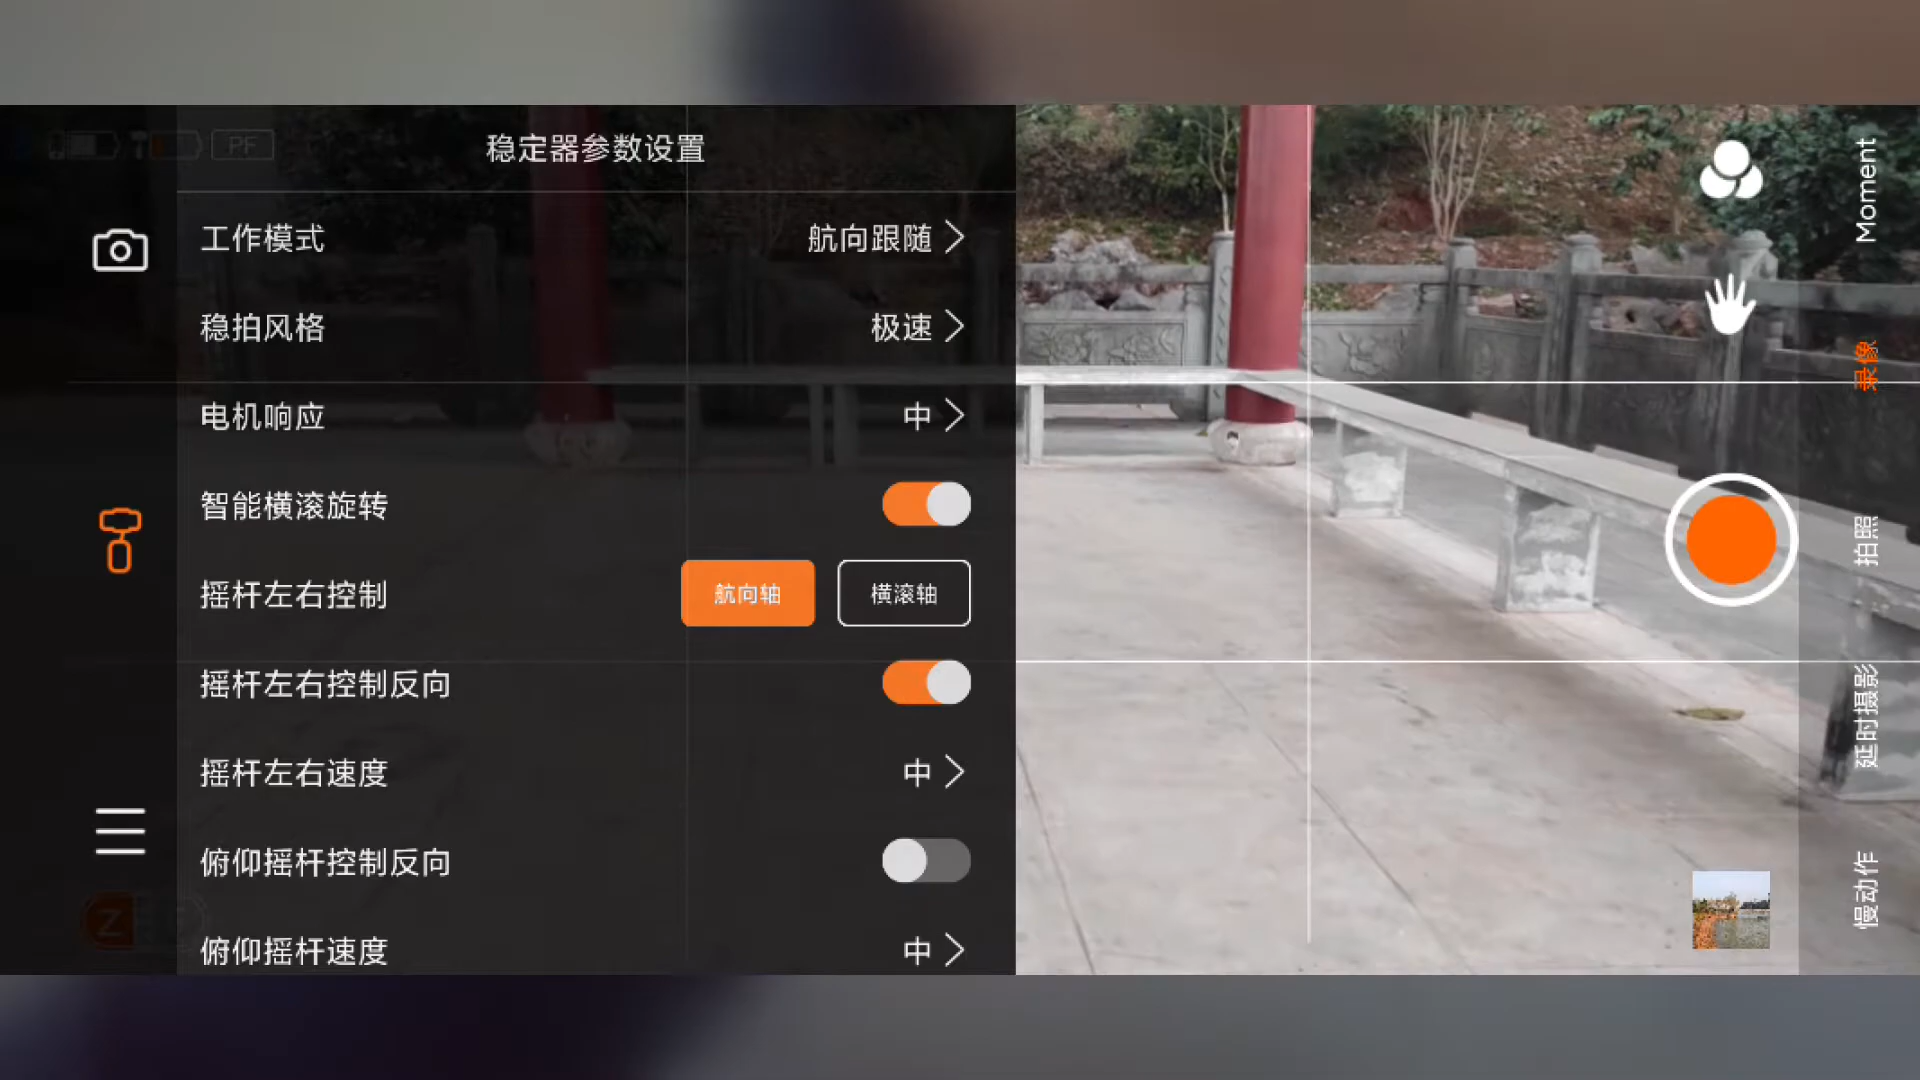 PF
稳定器参数设置
工作模式 航向跟随
稳拍风格 极速
电机响应 中
智能横滚旋转
摇杆左右控制 航向轴 横滚轴
摇杆左右控制反向
摇杆左右速度 中
俯仰摇杆控制反向
俯仰摇杆速度 中
Moment
录像
拍照
延时摄影
慢动作